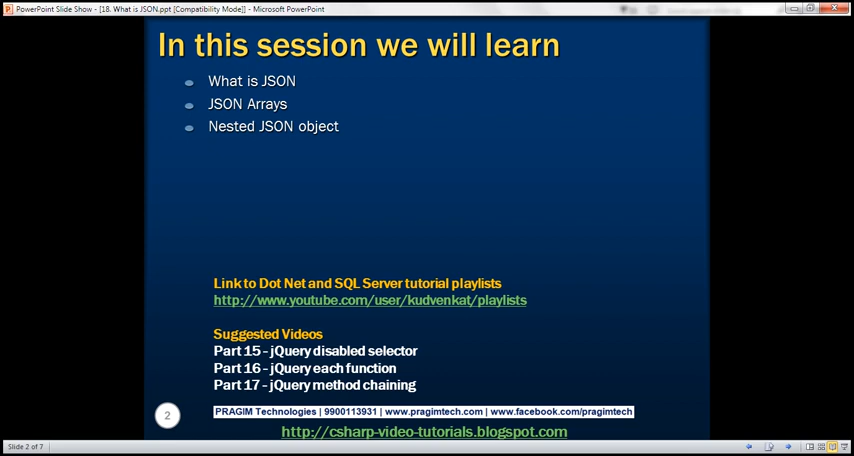 PowerPoint Slide Show - [18. What is JSON.ppt [Compatibility Mode]] - Microsoft PowerPoint
In this session we will learn
What is JSON
JSON Arrays
Nested JSON object
Link to Dot Net and SQL Server tutorial playlists
http://www.youtube.com/user/kudvenkat/playlists
Suggested Videos
Part 15 - jQuery disabled selector
Part 16 - jQuery each function
Part 17 - jQuery method chaining
2
PRAGIM Technologies | 9900113931 | www.pragimtech.com | www.facebook.com/pragimtech
http://csharp-video-tutorials.blogspot.com
Slide 2 of 7